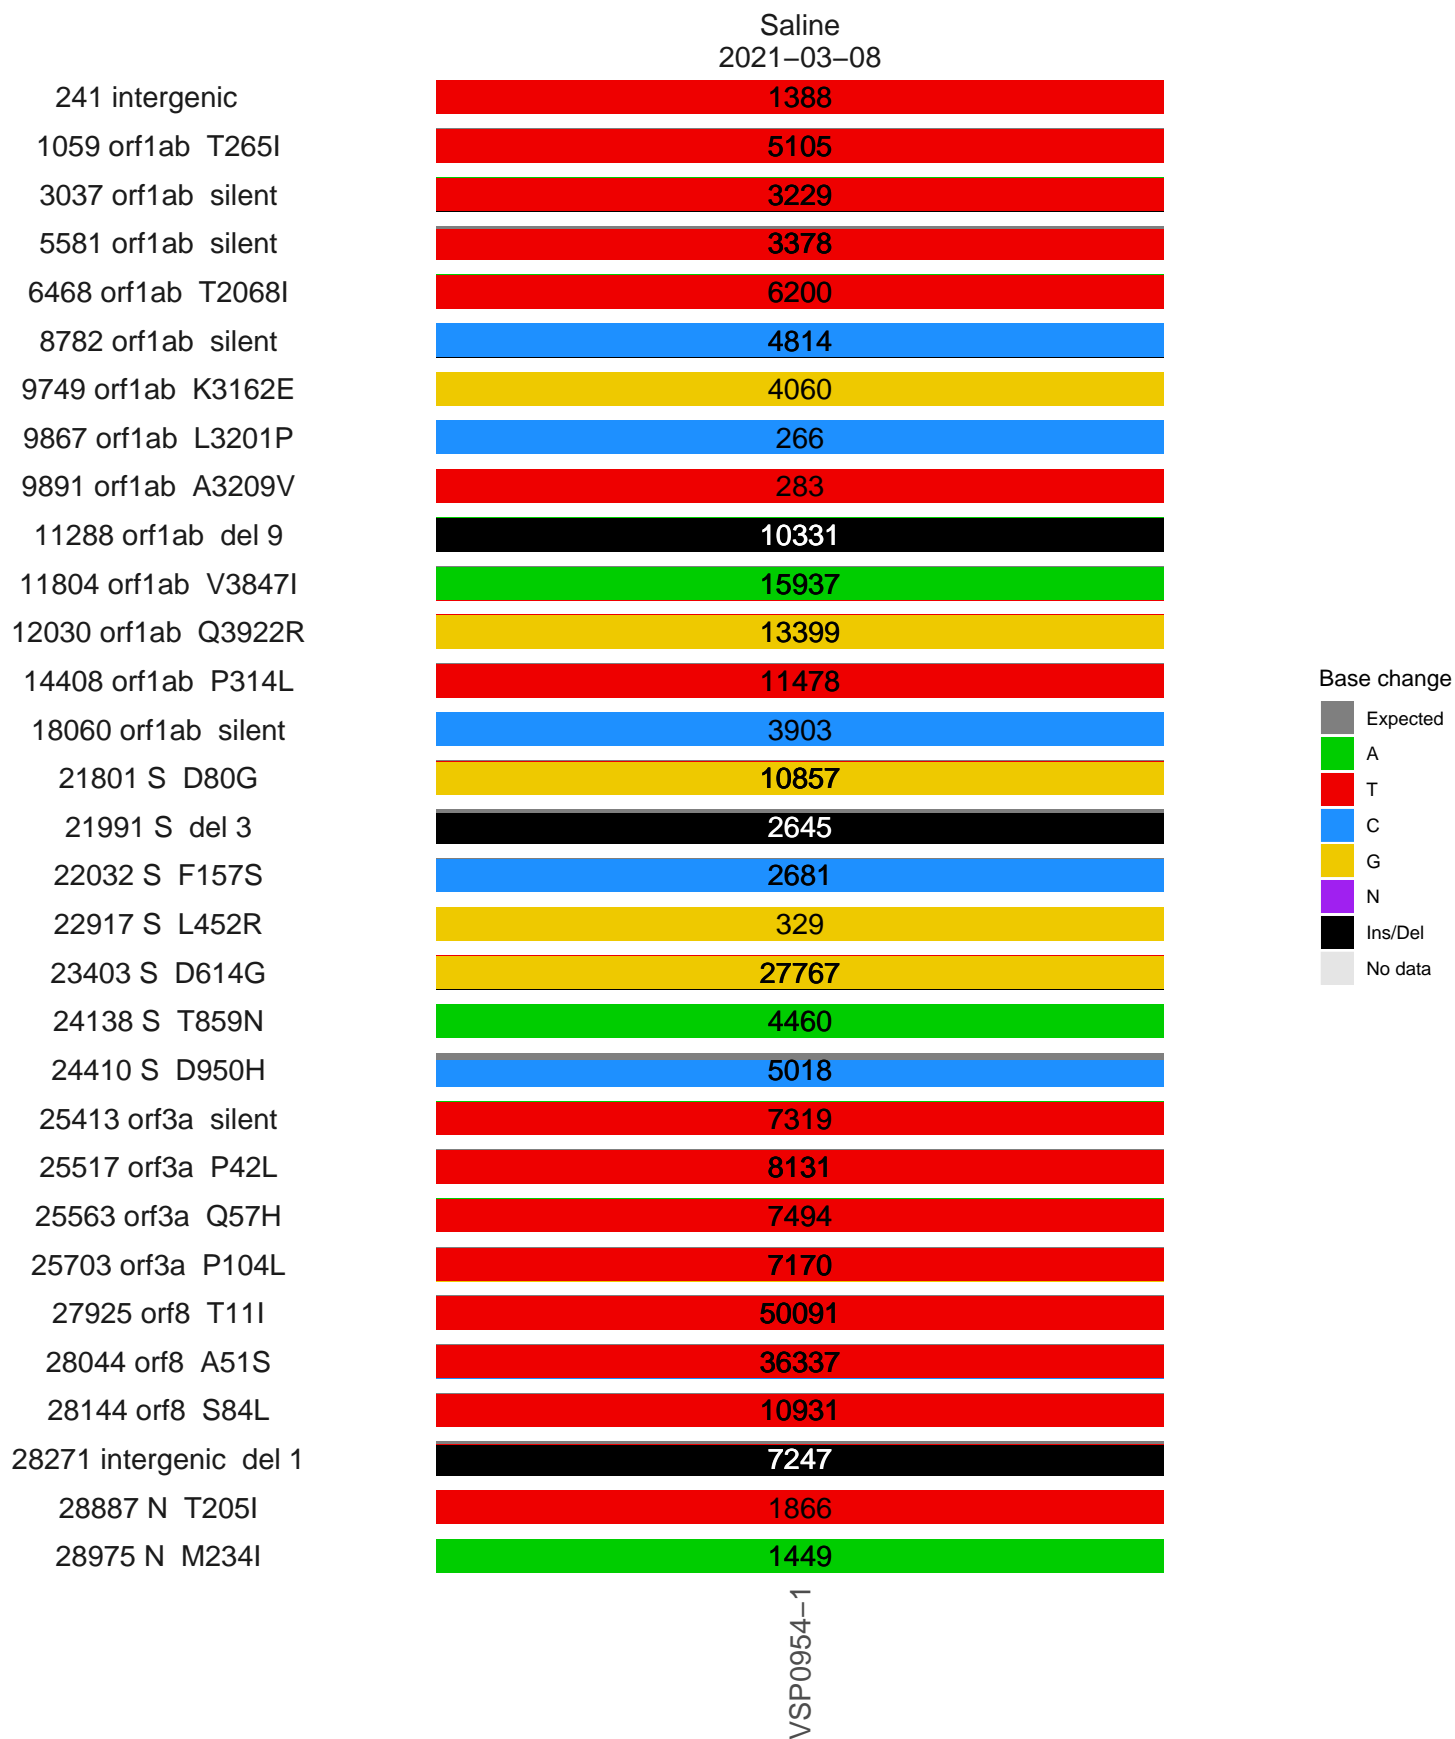 Saline
2021−03−08
241 intergenic 1388
1059 orf1ab T265I 5105
3037 orf1ab silent 3229
5581 orf1ab silent 3378
6468 orf1ab T2068I 6200
8782 orf1ab silent 4814
9749 orf1ab K3162E 4060
9867 orf1ab L3201P 266
9891 orf1ab A3209V 283
11288 orf1ab del 9 10331
11804 orf1ab V3847I 15937
12030 orf1ab Q3922R 13399
14408 orf1ab P314L 11478
18060 orf1ab silent 3903
21801 S D80G 10857
21991 S del 3 2645
22032 S F157S 2681
22917 S L452R 329
23403 S D614G 27767
24138 S T859N 4460
24410 S D950H 5018
25413 orf3a silent 7319
25517 orf3a P42L 8131
25563 orf3a Q57H 7494
25703 orf3a P104L 7170
27925 orf8 T11I 50091
28044 orf8 A51S 36337
28144 orf8 S84L 10931
28271 intergenic del 1 7247
28887 N T205I 1866
28975 N M234I 1449
VSP0954−1
Base change
Expected
A
T
C
G
N
Ins/Del
No data